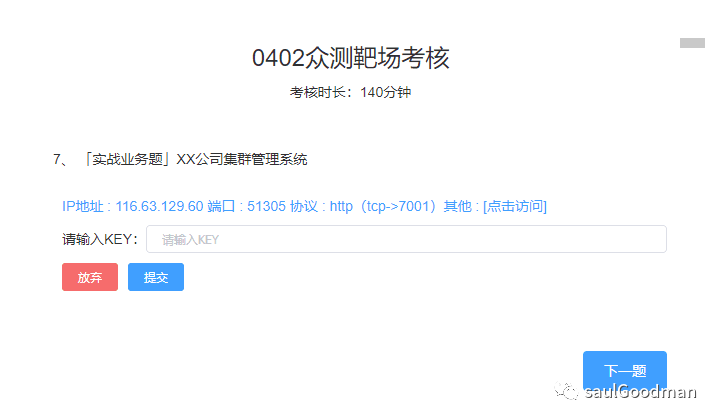 0402众测靶场考核
考核时长：140分钟
7、 「实战业务题」XX公司集群管理系统
IP地址 : 116.63.129.60 端口 : 51305 协议 : http（tcp->7001）其他 : [点击访问]
请输入KEY： 请输入KEY
放弃 提交
下一题
saulGoodman